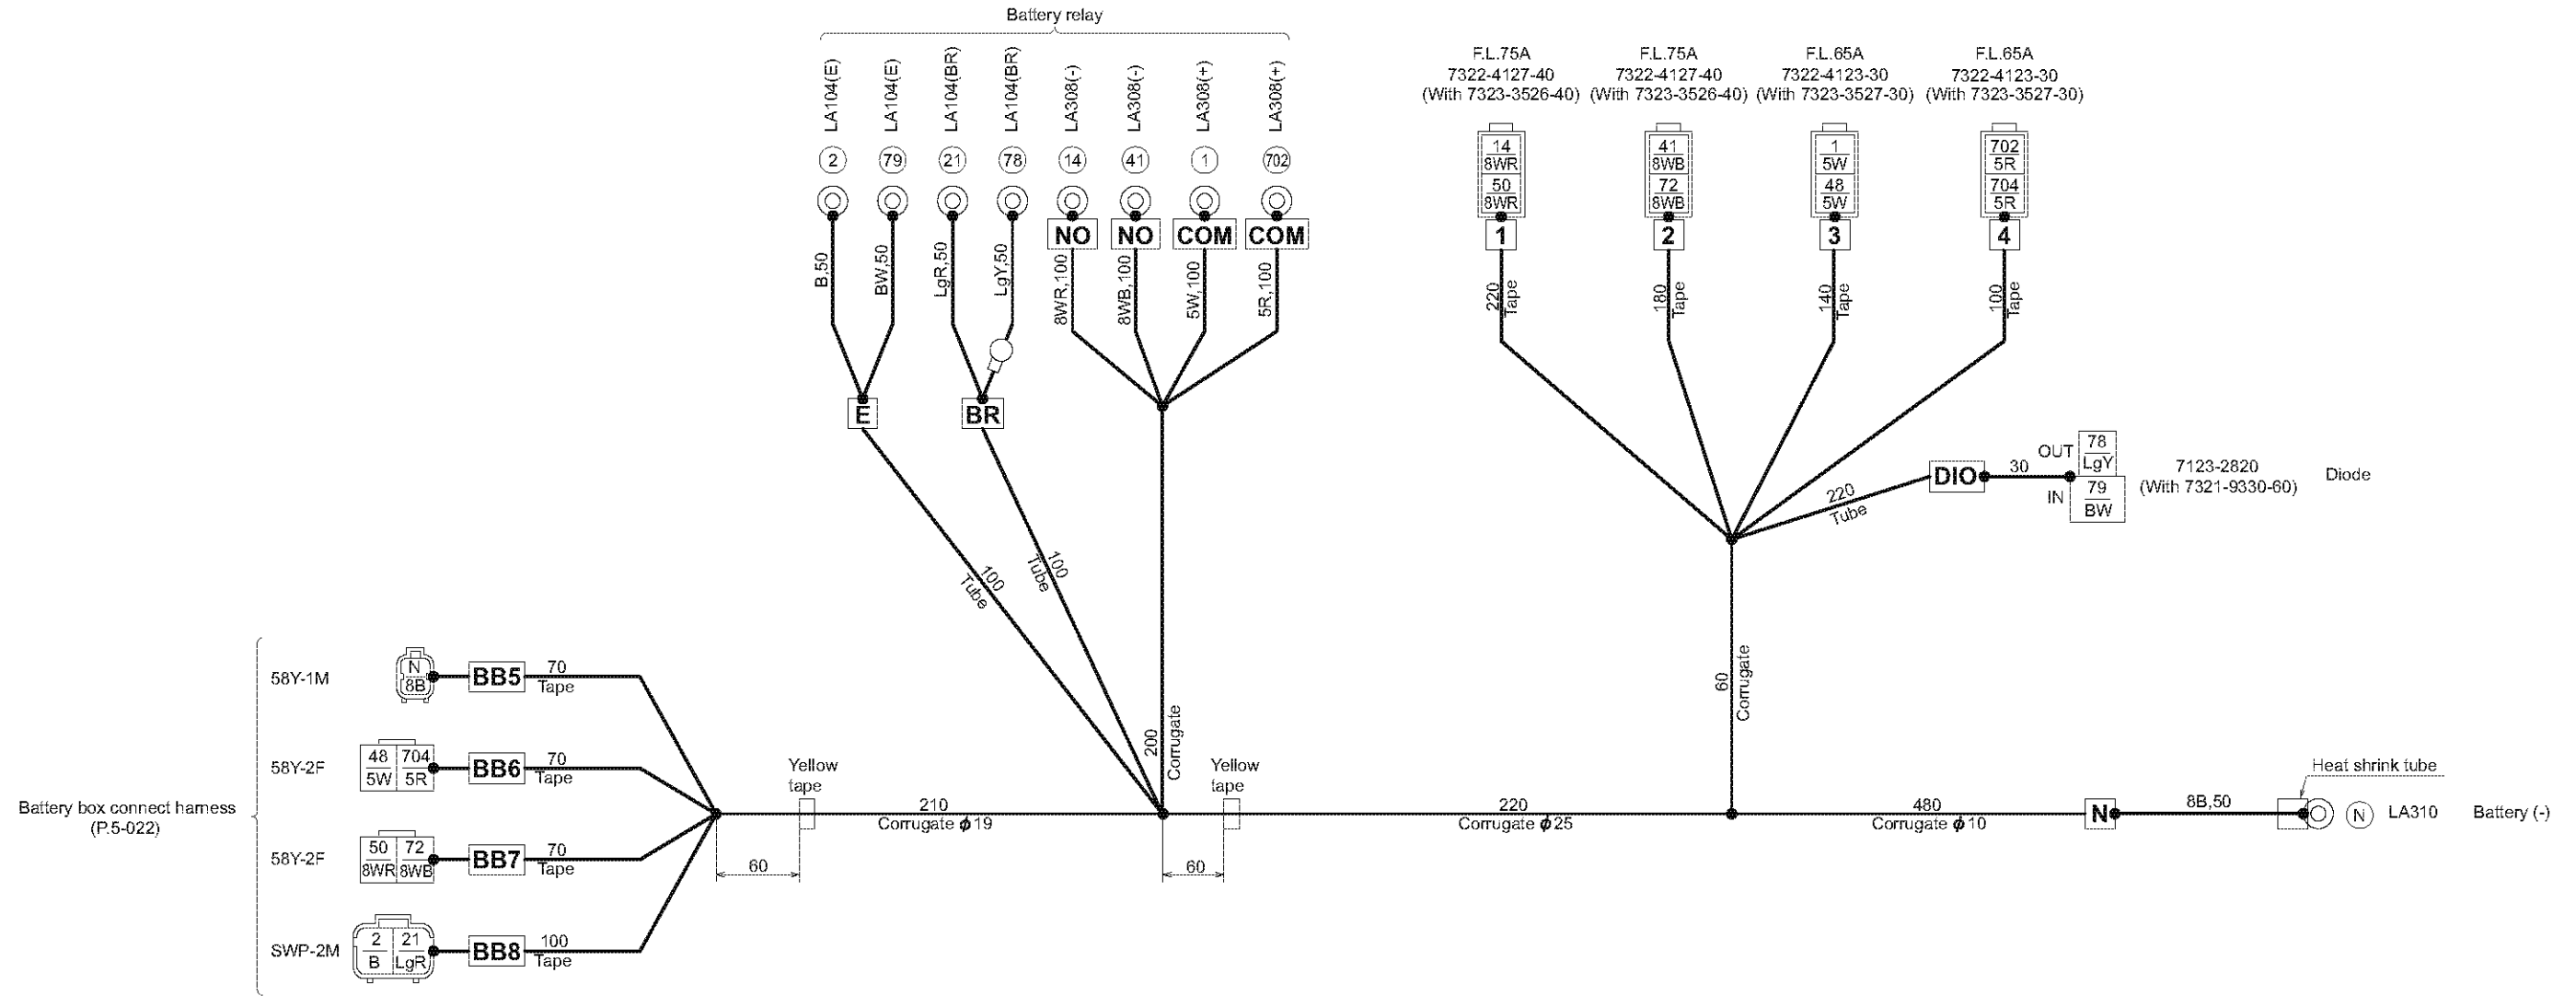 Battery relay
LA104(E)
LA104(E)
LA104(BR)
LA104(BR)
LA308(-)
LA308(-)
LA308(+)
LA308(+)
2
79
21
78
14
41
1
702
NO
NO
COM
COM
B,50
BW,50
LgR,50
LgY,50
8WR,100
8WB,100
5W,100
5R,100
E
BR
100
Tube
100
Tube
200
Corrugate
F.L.75A
7322-4127-40
(With 7323-3526-40)
F.L.75A
7322-4127-40
(With 7323-3526-40)
F.L.65A
7322-4123-30
(With 7323-3527-30)
F.L.65A
7322-4123-30
(With 7323-3527-30)
14
8WR
50
8WR
41
8WB
72
8WB
1
5W
48
5W
702
5R
704
5R
1
2
3
4
220
Tape
180
Tape
140
Tape
100
Tape
220
Tube
DIO
30
OUT
IN
78
LgY
79
BW
7123-2820
(With 7321-9330-60)
Diode
60
Corrugate
Battery box connect harness
(P.5-022)
58Y-1M
N
8B
BB5
70
Tape
58Y-2F
48
5W
704
5R
BB6
70
Tape
58Y-2F
50
8WR
72
8WB
BB7
70
Tape
SWP-2M
2
B
21
LgR
BB8
100
Tape
Yellow
tape
60
210
Corrugate ϕ19
Yellow
tape
60
220
Corrugate ϕ25
480
Corrugate ϕ10
N
8B,50
Heat shrink tube
N
LA310
Battery (-)